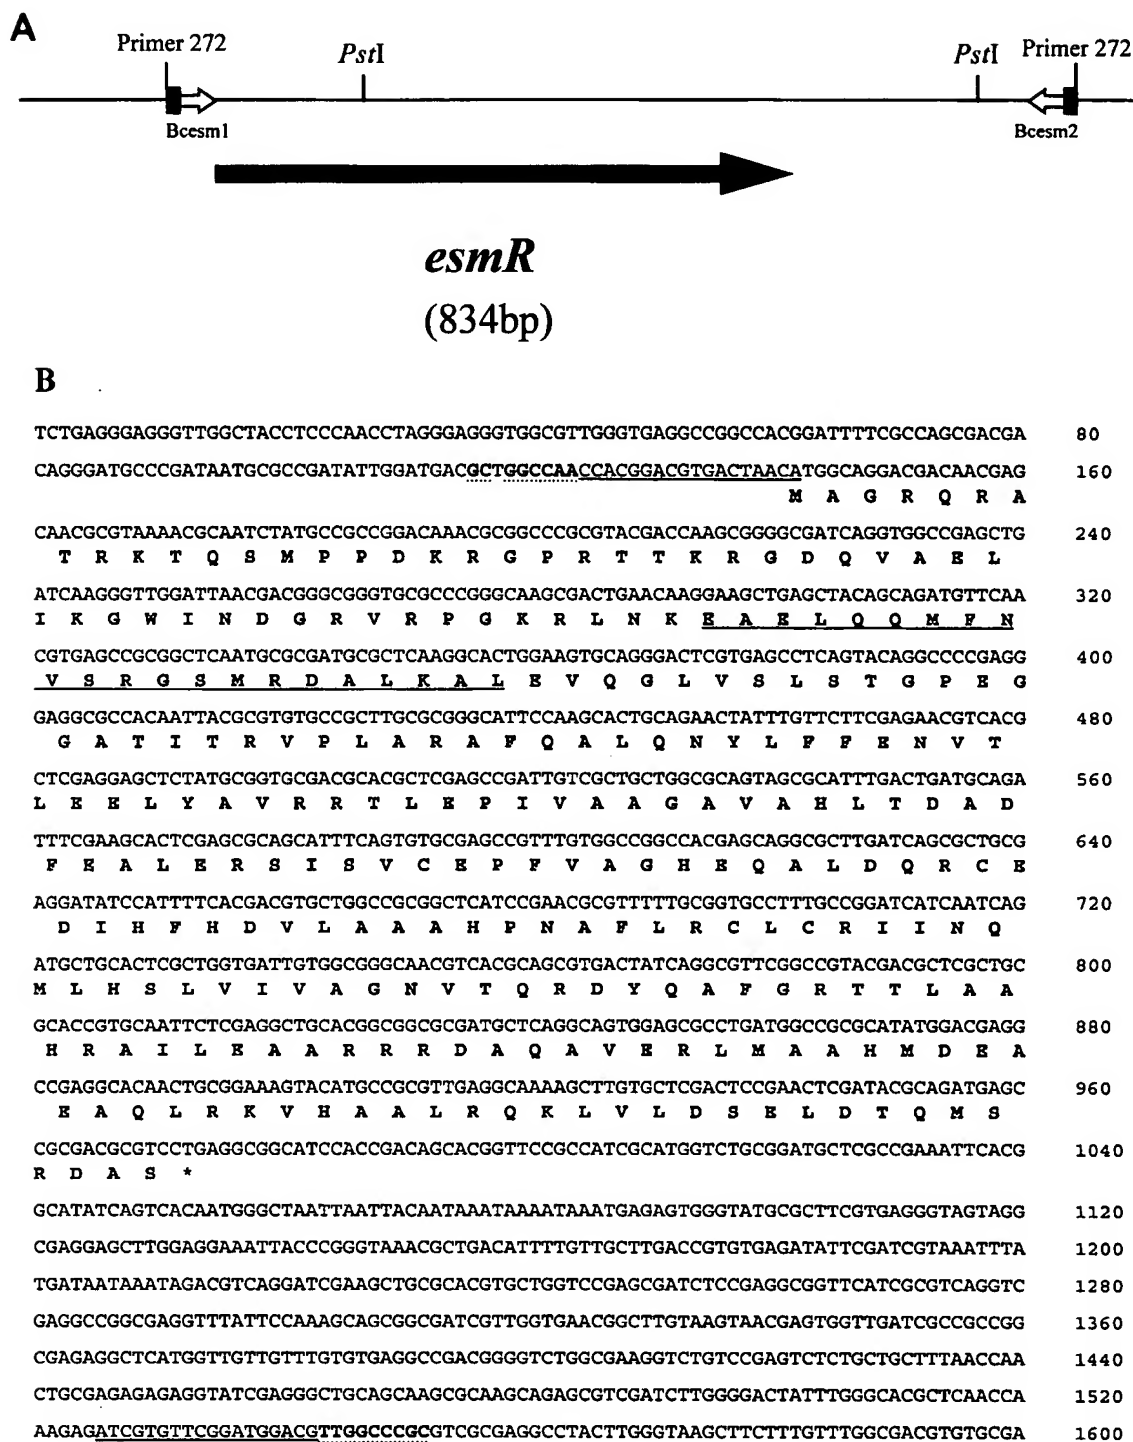 A
Primer 272
PstI
PstI
Primer 272
Bcesm1
Bcesm2
esmR
(834bp)
B
TCTGAGGGAGGGTTGGCTACCTCCCAACCTAGGGAGGGTGGCGTTGGGTGAGGCCGGCCACGGATTTTCGCCAGCGACGA 80
CAGGGATGCCCGATAATGCGCCGATATTGGATGACGCTGGCCAACCACGGACGTGACTAACATGGCAGGACGACAACGAG 160
M A G R Q R A
CAACGCGTAAAACGCAATCTATGCCGCCGGACAAACGCGGCCCGCGTACGACCAAGCGGGGCGATCAGGTGGCCGAGCTG 240
T R K T Q S M P P D K R G P R T T K R G D Q V A E L
ATCAAGGGTTGGATTAACGACGGGCGGGTGCGCCCGGGCAAGCGACTGAACAAGGAAGCTGAGCTACAGCAGATGTTCAA 320
I K G W I N D G R V R P G K R L N K E A E L Q Q M F N
CGTGAGCCGCGGCTCAATGCGCGATGCGCTCAAGGCACTGGAAGTGCAGGGACTCGTGAGCCTCAGTACAGGCCCCGAGG 400
V S R G S M R D A L K A L E V Q G L V S L S T G P E G
GAGGCGCCACAATTACGCGTGTGCCGCTTGCGCGGGCATTCCAAGCACTGCAGAACTATTTGTTCTTCGAGAACGTCACG 480
G A T I T R V P L A R A F Q A L Q N Y L F F E N V T
CTCGAGGAGCTCTATGCGGTGCGACGCACGCTCGAGCCGATTGTCGCTGCTGGCGCAGTAGCGCATTTGACTGATGCAGA 560
L E E L Y A V R R T L E P I V A A G A V A H L T D A D
TTTCGAAGCACTCGAGCGCAGCATTTCAGTGTGCGAGCCGTTTGTGGCCGGCCACGAGCAGGCGCTTGATCAGCGCTGCG 640
F E A L E R S I S V C E P F V A G H E Q A L D Q R C E
AGGATATCCATTTTCACGACGTGCTGGCCGCGGCTCATCCGAACGCGTTTTTGCGGTGCCTTTGCCGGATCATCAATCAG 720
D I H F H D V L A A A H P N A F L R C L C R I I N Q
ATGCTGCACTCGCTGGTGATTGTGGCGGGCAACGTCACGCAGCGTGACTATCAGGCGTTCGGCCGTACGACGCTCGCTGC 800
M L H S L V I V A G N V T Q R D Y Q A F G R T T L A A
GCACCGTGCAATTCTCGAGGCTGCACGGCGGCGCGATGCTCAGGCAGTGGAGCGCCTGATGGCCGCGCATATGGACGAGG 880
H R A I L E A A R R R D A Q A V E R L M A A H M D E A
CCGAGGCACAACTGCGGAAAGTACATGCCGCGTTGAGGCAAAAGCTTGTGCTCGACTCCGAACTCGATACGCAGATGAGC 960
E A Q L R K V H A A L R Q K L V L D S E L D T Q M S
CGCGACGCGTCCTGAGGCGGCATCCACCGACAGCACGGTTCCGCCATCGCATGGTCTGCGGATGCTCGCCGAAATTCACG 1040
R D A S *
GCATATCAGTCACAATGGGCTAATTAATTACAATAAATAAAATAAATGAGAGTGGGTATGCGCTTCGTGAGGGTAGTAGG 1120
CGAGGAGCTTGGAGGAAATTACCCGGGTAAACGCTGACATTTTGTTGCTTGACCGTGTGAGATATTCGATCGTAAATTTA 1200
TGATAATAAATAGACGTCAGGATCGAAGCTGCGCACGTGCTGGTCCGAGCGATCTCCGAGGCGGTTCATCGCGTCAGGTC 1280
GAGGCCGGCGAGGTTTATTCCAAAGCAGCGGCGATCGTTGGTGAACGGCTTGTAAGTAACGAGTGGTTGATCGCCGCCGG 1360
CGAGAGGCTCATGGTTGTTGTTTGTGTGAGGCCGACGGGGTCTGGCGAAGGTCTGTCCGAGTCTCTGCTGCTTTAACCAA 1440
CTGCGAGAGAGAGGTATCGAGGGCTGCAGCAAGCGCAAGCAGAGCGTCGATCTTGGGGACTATTTGGGCACGCTCAACCA 1520
AAGAGATCGTGTTCGGATGGACGTTGGCCCGCGTCGCGAGGCCTACTTGGGTAAGCTTCTTTGTTTGGCGACGTGTGCGA 1600